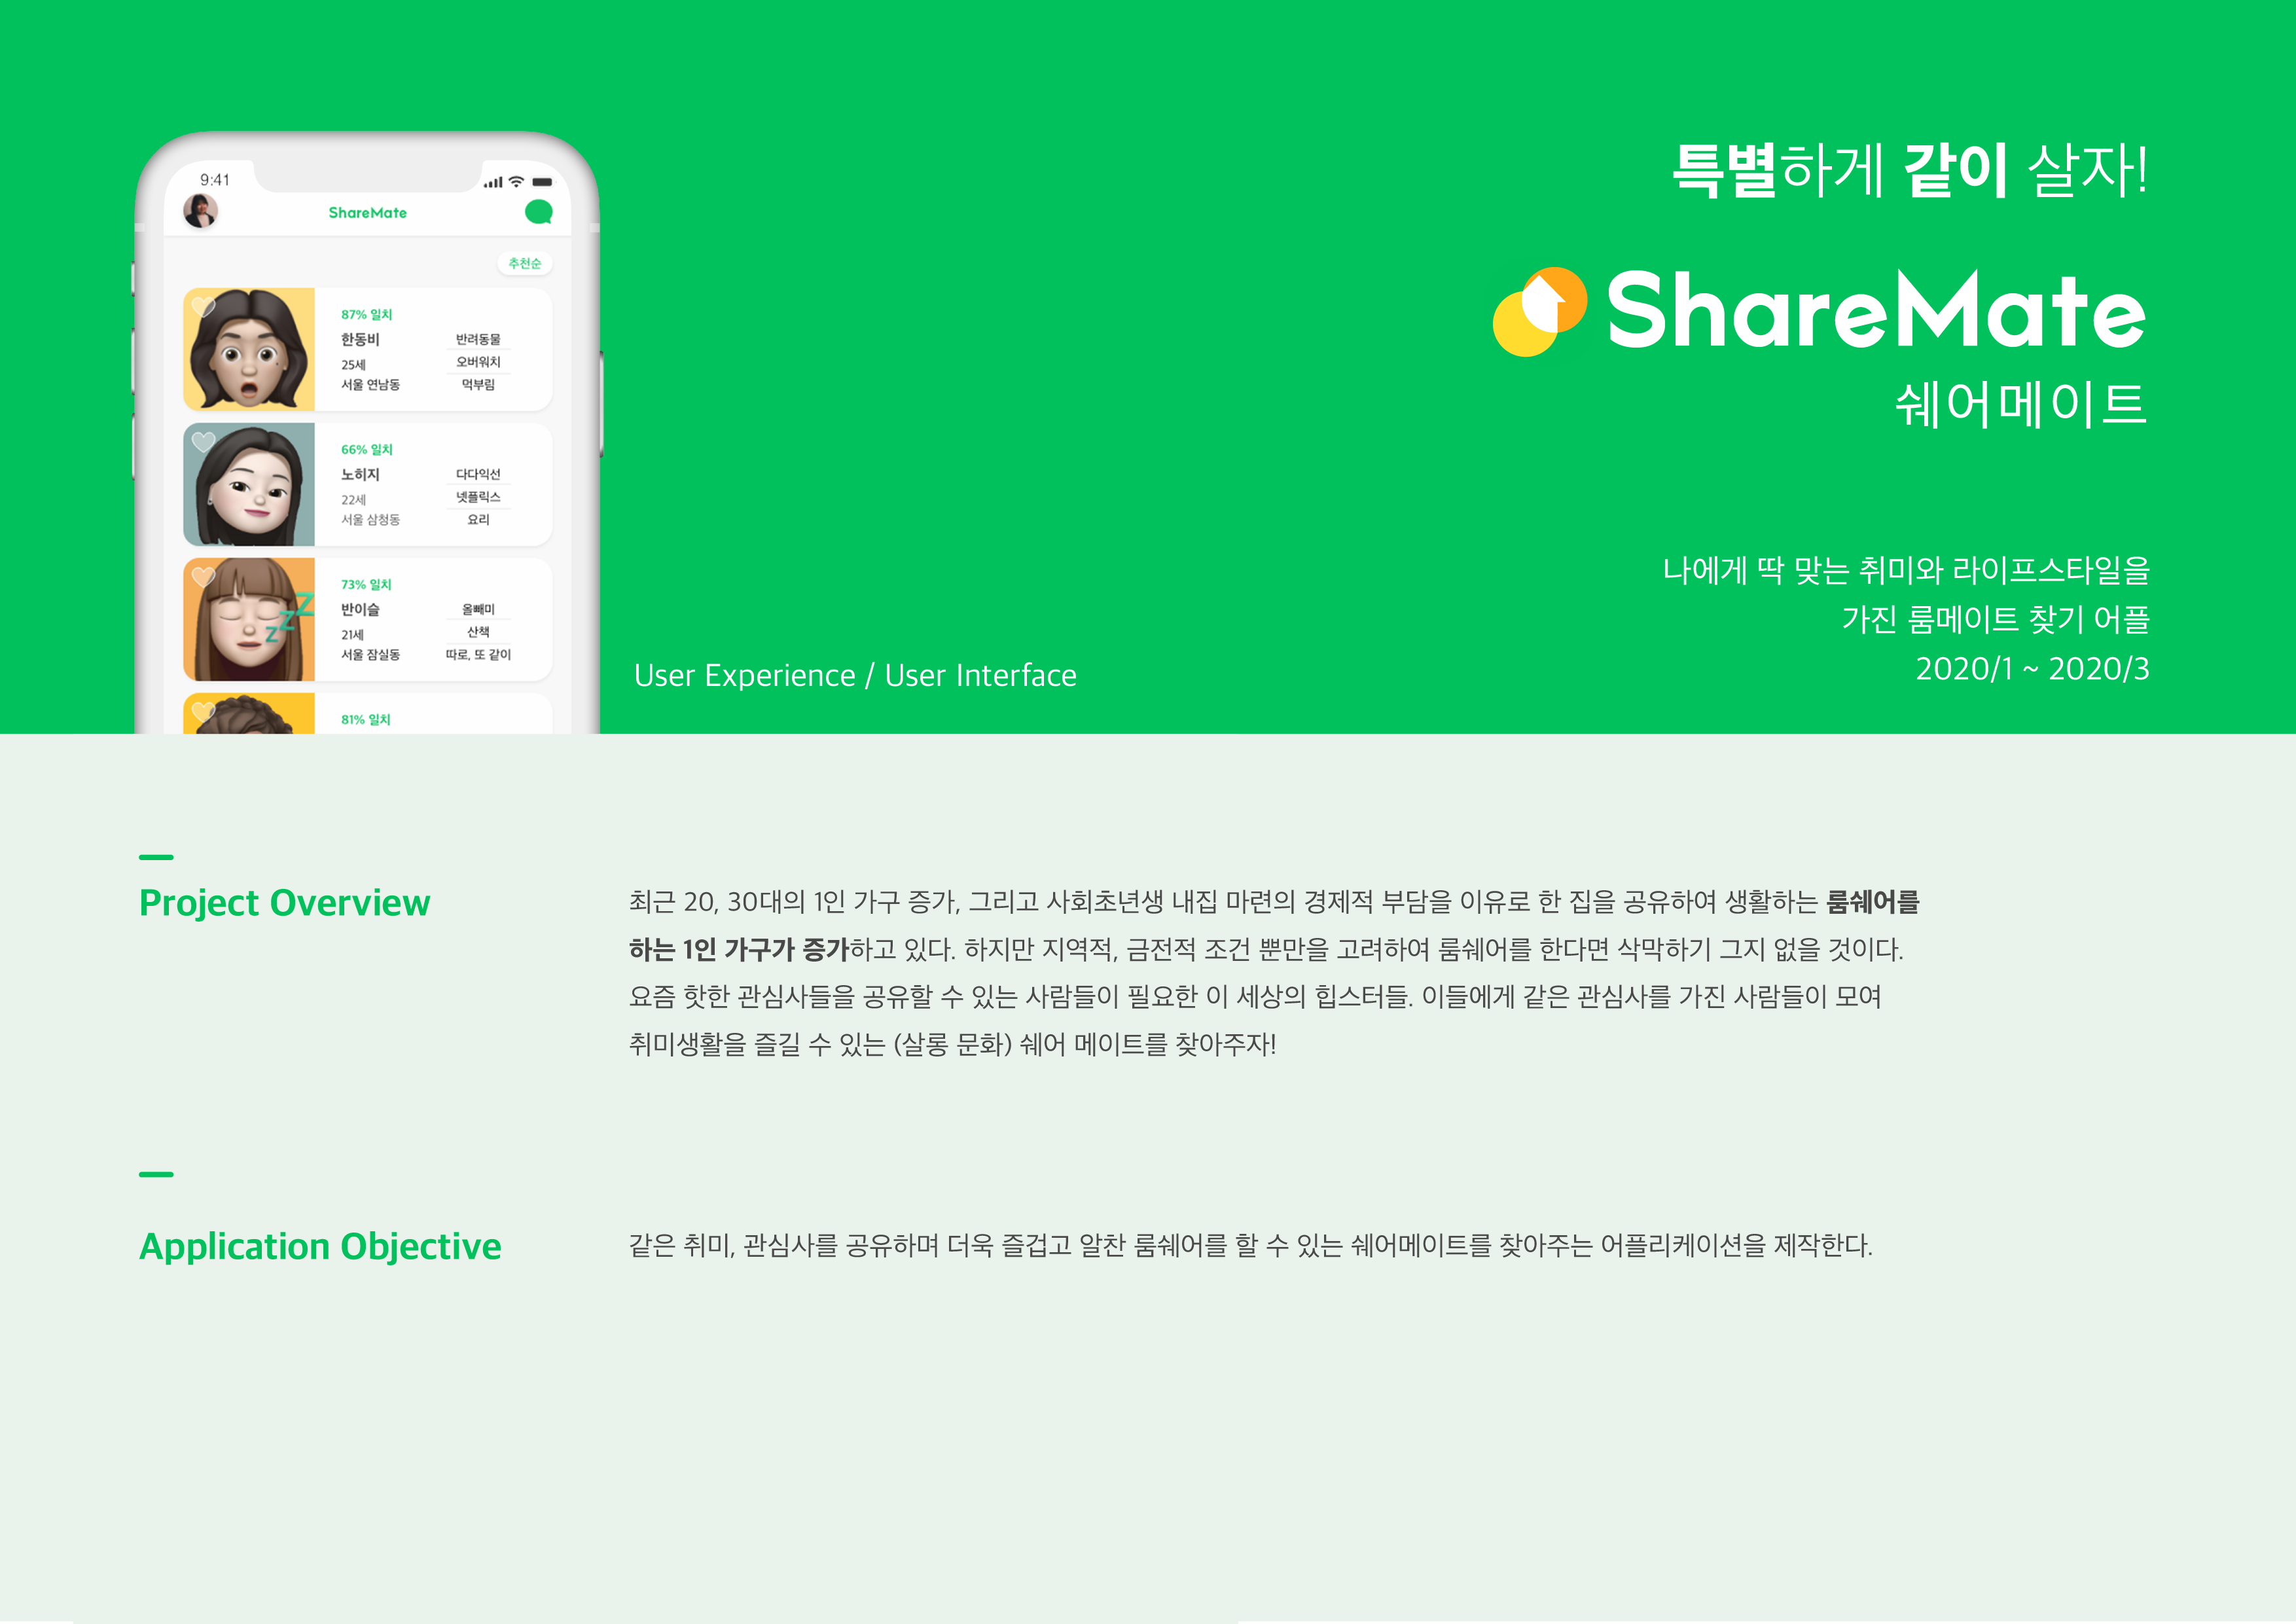 특별하게 같이 살자!
ShareMate
쉐어메이트
나에게 딱 맞는 취미와 라이프스타일을
가진 룸메이트 찾기 어플
2020/1 ~ 2020/3
User Experience / User Interface
9:41
ShareMate
추천순
87% 일치
한동비
25세
서울 연남동
반려동물
오버워치
먹부림
66% 일치
노히지
22세
서울 삼청동
다다익선
넷플릭스
요리
73% 일치
반이슬
21세
서울 잠실동
올빼미
산책
따로, 또 같이
z z Z
81% 일치
Project Overview
최근 20, 30대의 1인 가구 증가, 그리고 사회초년생 내집 마련의 경제적 부담을 이유로 한 집을 공유하여 생활하는 룸쉐어를
하는 1인 가구가 증가하고 있다. 하지만 지역적, 금전적 조건 뿐만을 고려하여 룸쉐어를 한다면 삭막하기 그지 없을 것이다.
요즘 핫한 관심사들을 공유할 수 있는 사람들이 필요한 이 세상의 힙스터들. 이들에게 같은 관심사를 가진 사람들이 모여
취미생활을 즐길 수 있는 (살롱 문화) 쉐어 메이트를 찾아주자!
Application Objective
같은 취미, 관심사를 공유하며 더욱 즐겁고 알찬 룸쉐어를 할 수 있는 쉐어메이트를 찾아주는 어플리케이션을 제작한다.